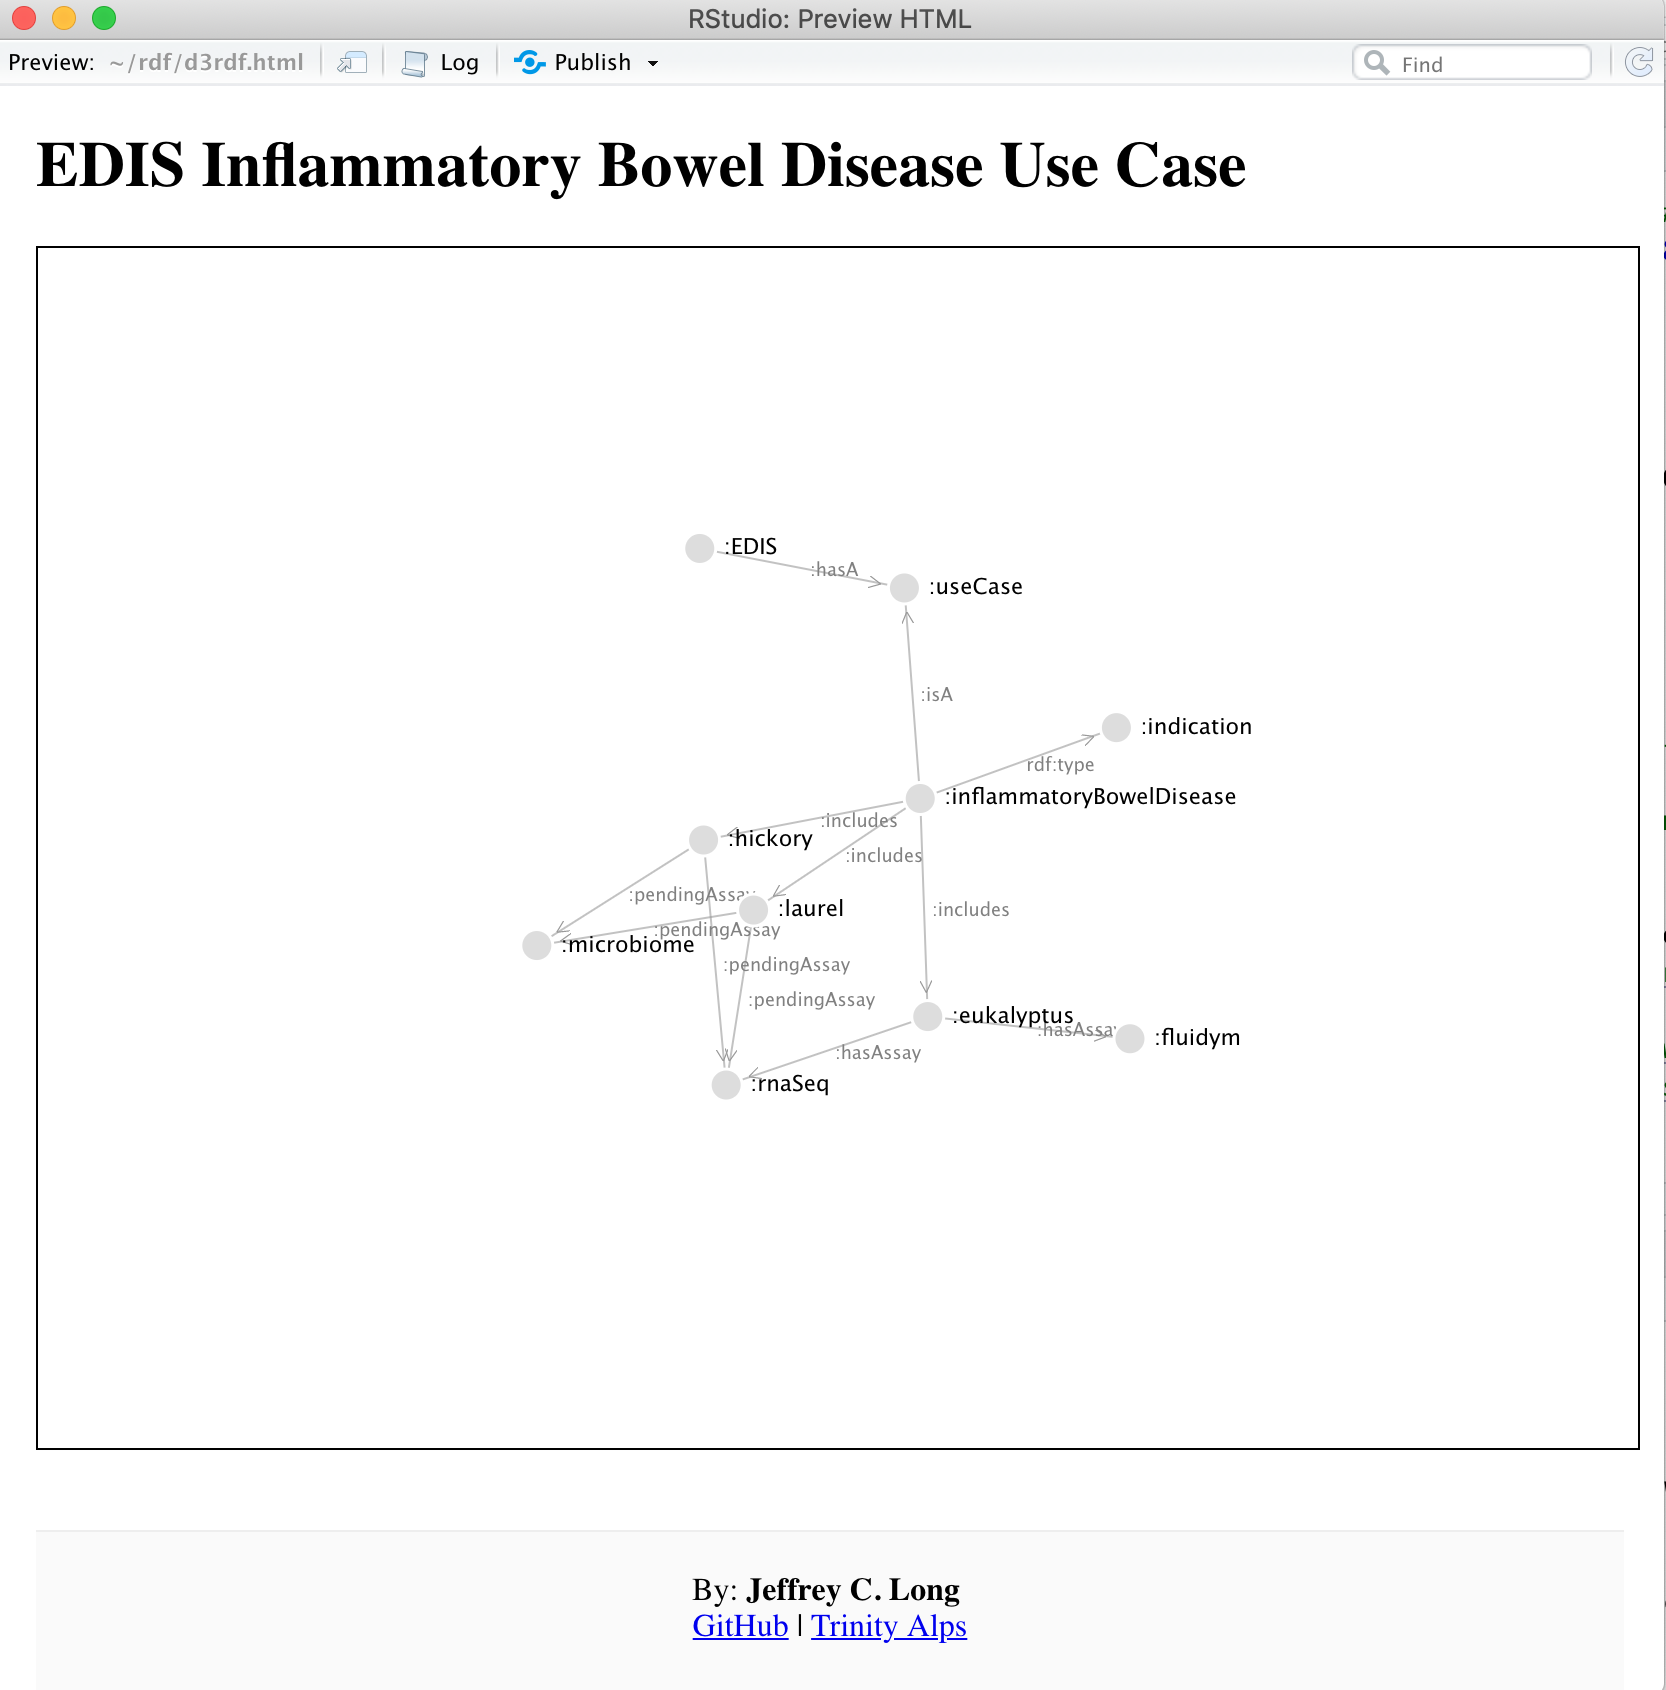 RStudio: Preview HTML
Preview: ~/rdf/d3rdf.html Log Publish Find
EDIS Inflammatory Bowel Disease Use Case
:EDIS
:hasA
:useCase
:isA
:indication
rdf:type
:inflammatoryBowelDisease
:includes
:hickory
:includes
:pendingAssay
:laurel
:includes
:pendingAssay
:microbiome
:pendingAssay
:pendingAssay
:eukalyptus
:hasAssay
:fluidym
:hasAssay
:rnaSeq
By: Jeffrey C. Long
GitHub | Trinity Alps